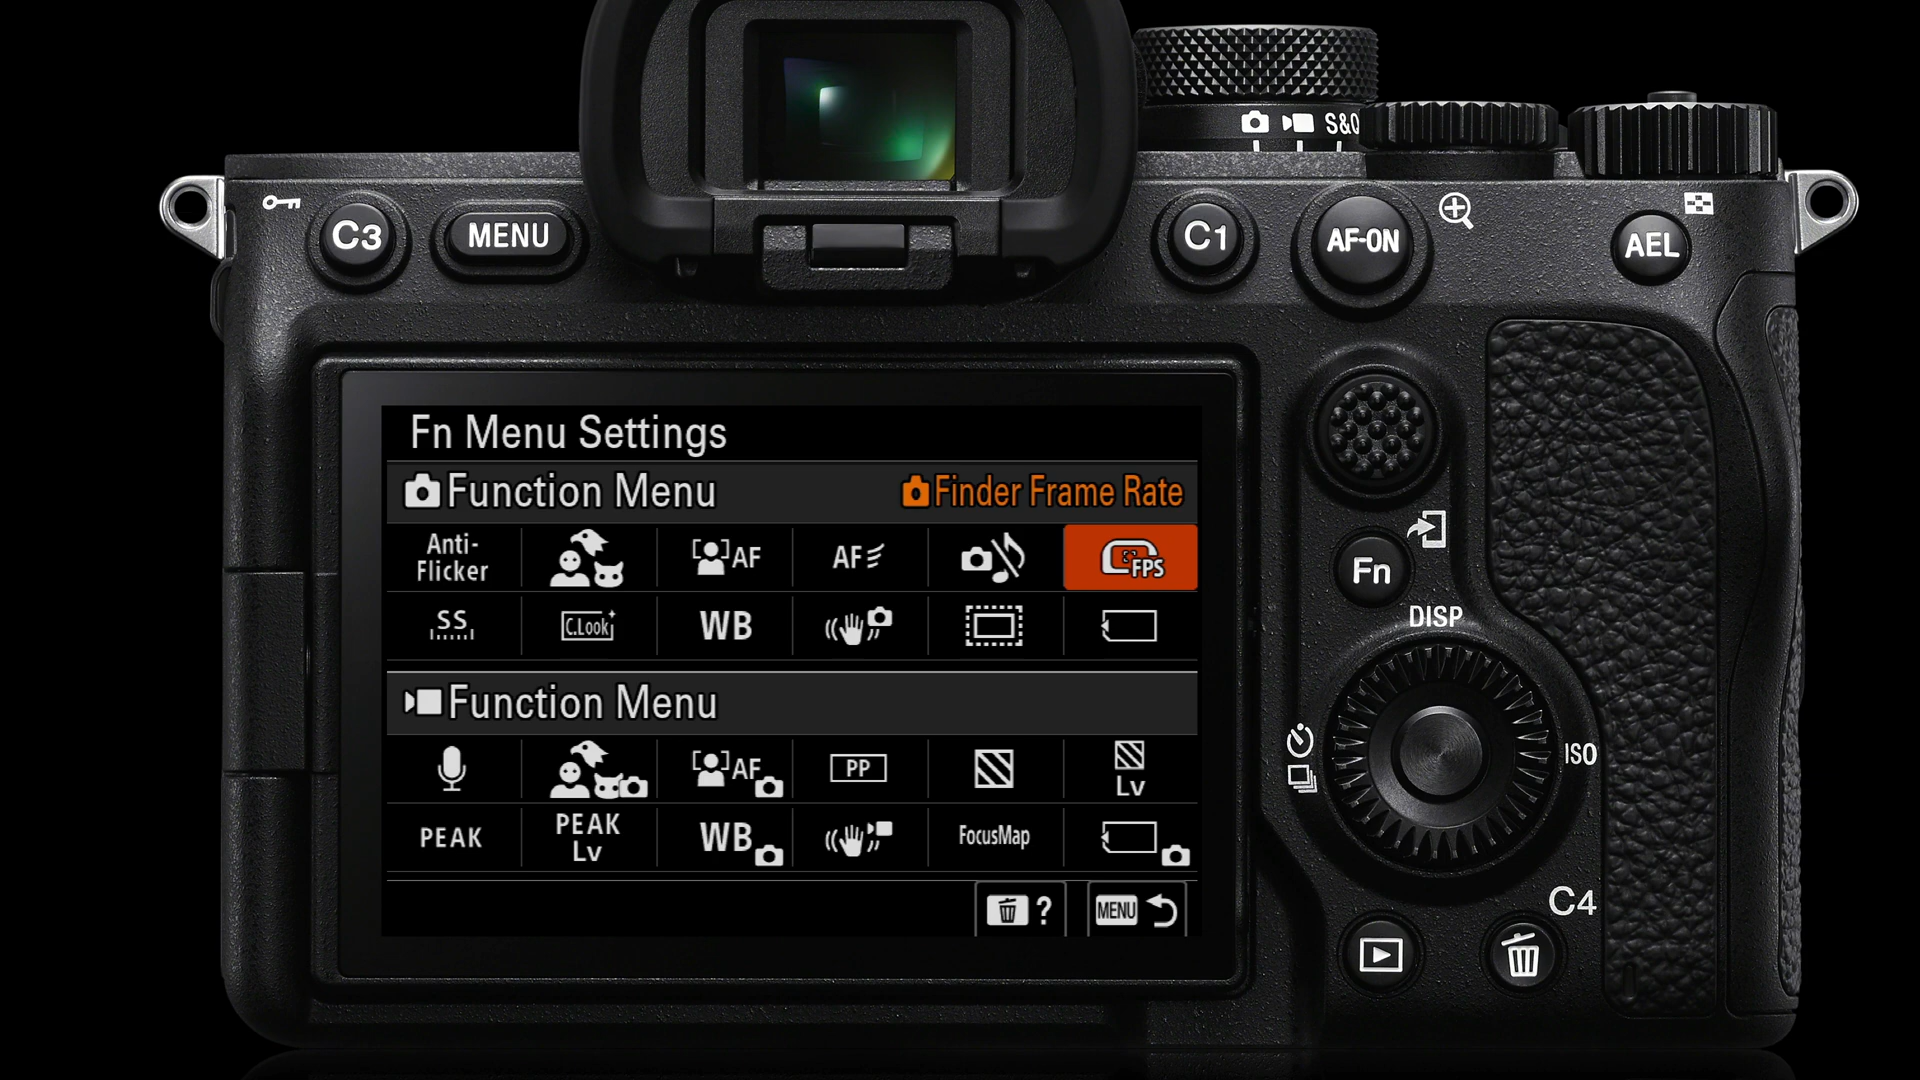 S&Q
C3
MENU
C1
AF-ON
AEL
Fn Menu Settings
Function Menu
Finder Frame Rate
Anti-
Flicker
AF
AF
FPS
SS
C.Look
WB
Function Menu
AF
PP
Lv
PEAK
PEAK
Lv
WB
FocusMap
?
MENU
Fn
DISP
ISO
C4